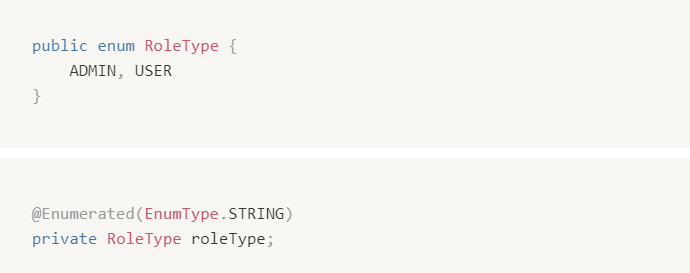 public enum RoleType {
    ADMIN, USER
}
@Enumerated(EnumType.STRING)
private RoleType roleType;